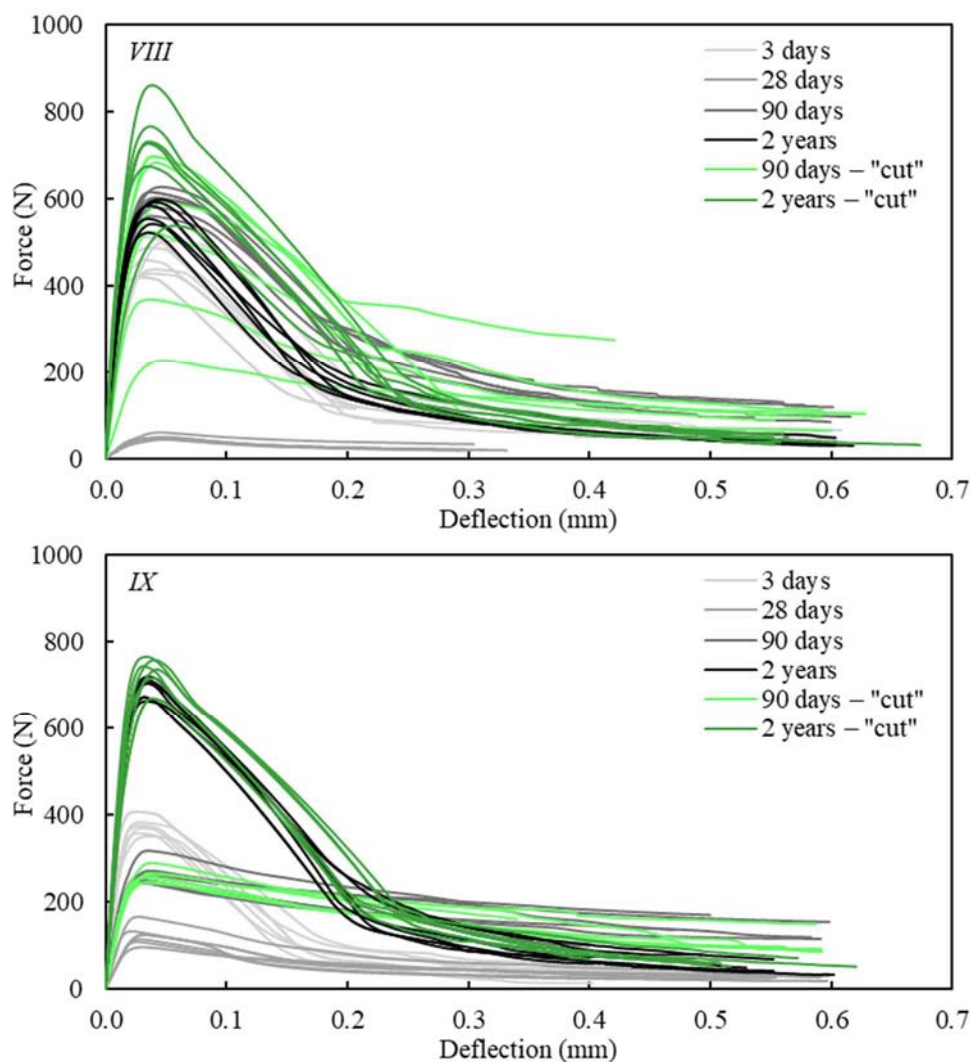 1000
VIII
3 days
28 days
90 days
2 years
90 days – "cut"
2 years – "cut"
800
600
400
200
0
Force (N)
0.0 0.1 0.2 0.3 0.4 0.5 0.6 0.7
Deflection (mm)
1000
IX
3 days
28 days
90 days
2 years
90 days – "cut"
2 years – "cut"
800
600
400
200
0
Force (N)
0.0 0.1 0.2 0.3 0.4 0.5 0.6 0.7
Deflection (mm)